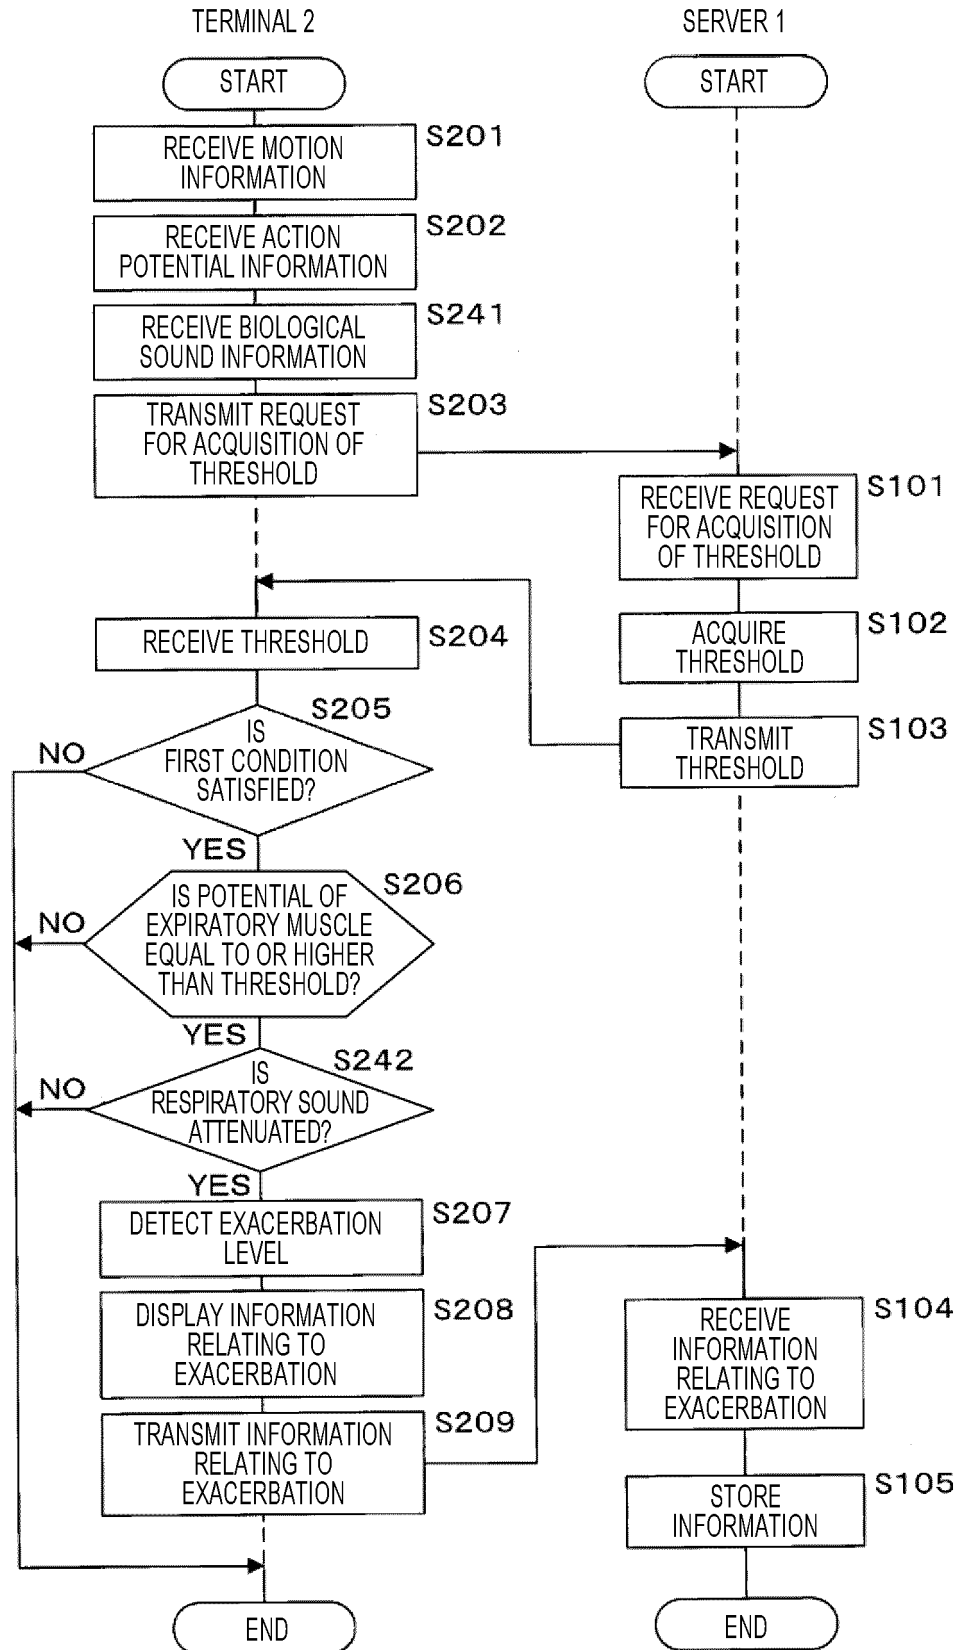 TERMINAL 2
SERVER 1
START
START
RECEIVE MOTION
INFORMATION
S201
RECEIVE ACTION
POTENTIAL INFORMATION
S202
RECEIVE BIOLOGICAL
SOUND INFORMATION
S241
TRANSMIT REQUEST
FOR ACQUISITION OF
THRESHOLD
S203
RECEIVE REQUEST
FOR ACQUISITION
OF THRESHOLD
S101
ACQUIRE
THRESHOLD
S102
TRANSMIT
THRESHOLD
S103
RECEIVE THRESHOLD
S204
IS
FIRST CONDITION
SATISFIED?
S205
NO
YES
IS POTENTIAL OF
EXPIRATORY MUSCLE
EQUAL TO OR HIGHER
THAN THRESHOLD?
S206
NO
YES
IS
RESPIRATORY SOUND
ATTENUATED?
S242
NO
YES
DETECT EXACERBATION
LEVEL
S207
DISPLAY INFORMATION
RELATING TO
EXACERBATION
S208
TRANSMIT INFORMATION
RELATING TO
EXACERBATION
S209
RECEIVE
INFORMATION
RELATING TO
EXACERBATION
S104
STORE
INFORMATION
S105
END
END